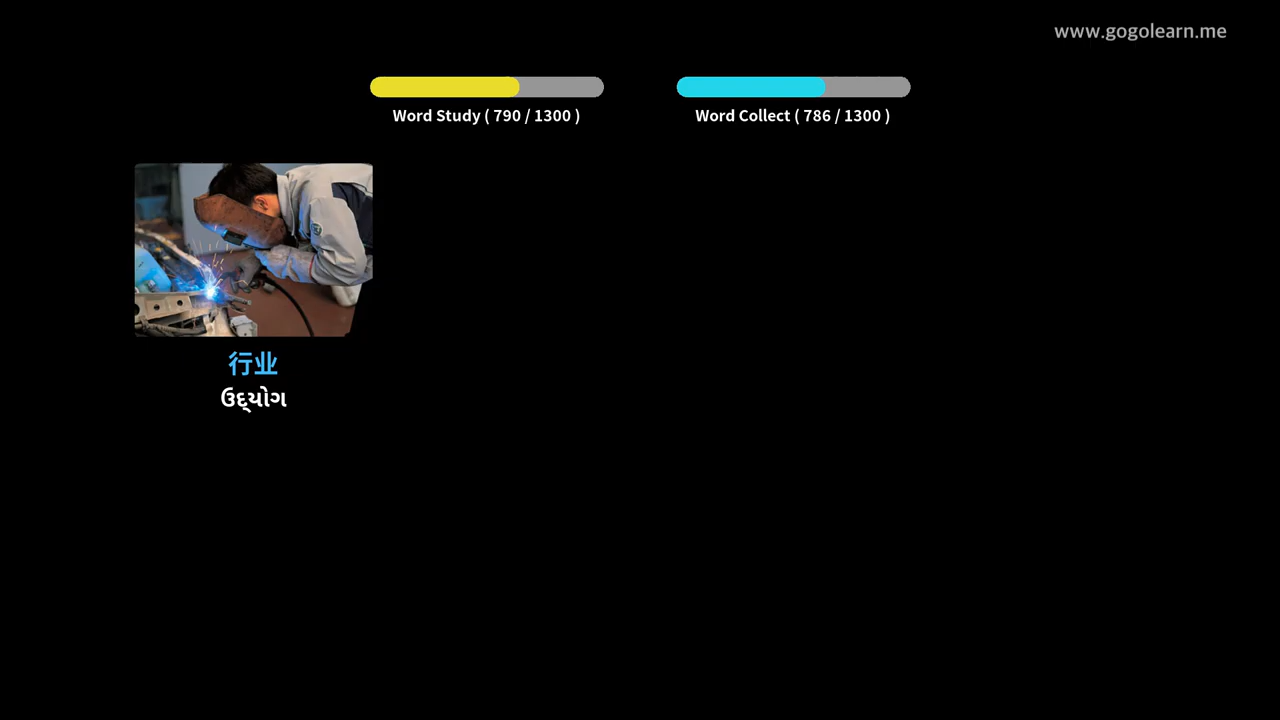 www.gogolearn.me
Word Study ( 790 / 1300 )
Word Collect ( 786 / 1300 )
行业
ઉદ્યોગ